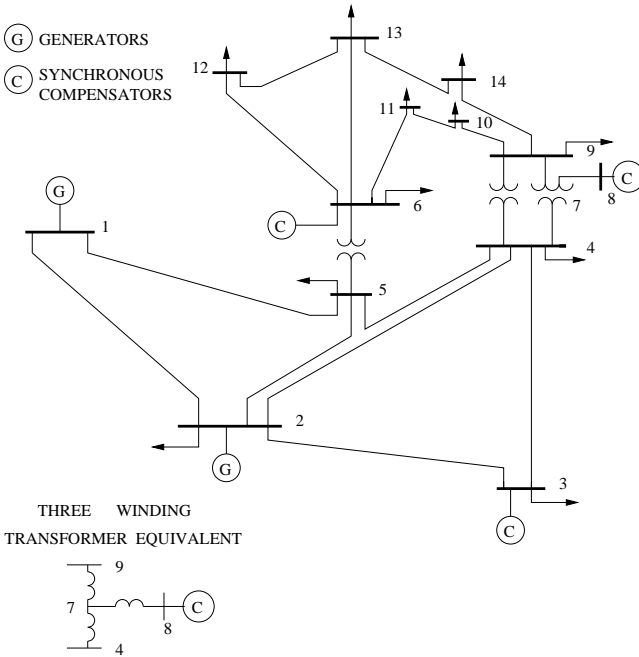 G GENERATORS
C SYNCHRONOUS
COMPENSATORS
13
12
14
11
10
9
G
C
7
8
1
6
C
4
5
2
G
3
C
THREE WINDING
TRANSFORMER EQUIVALENT
9
7
C
8
4